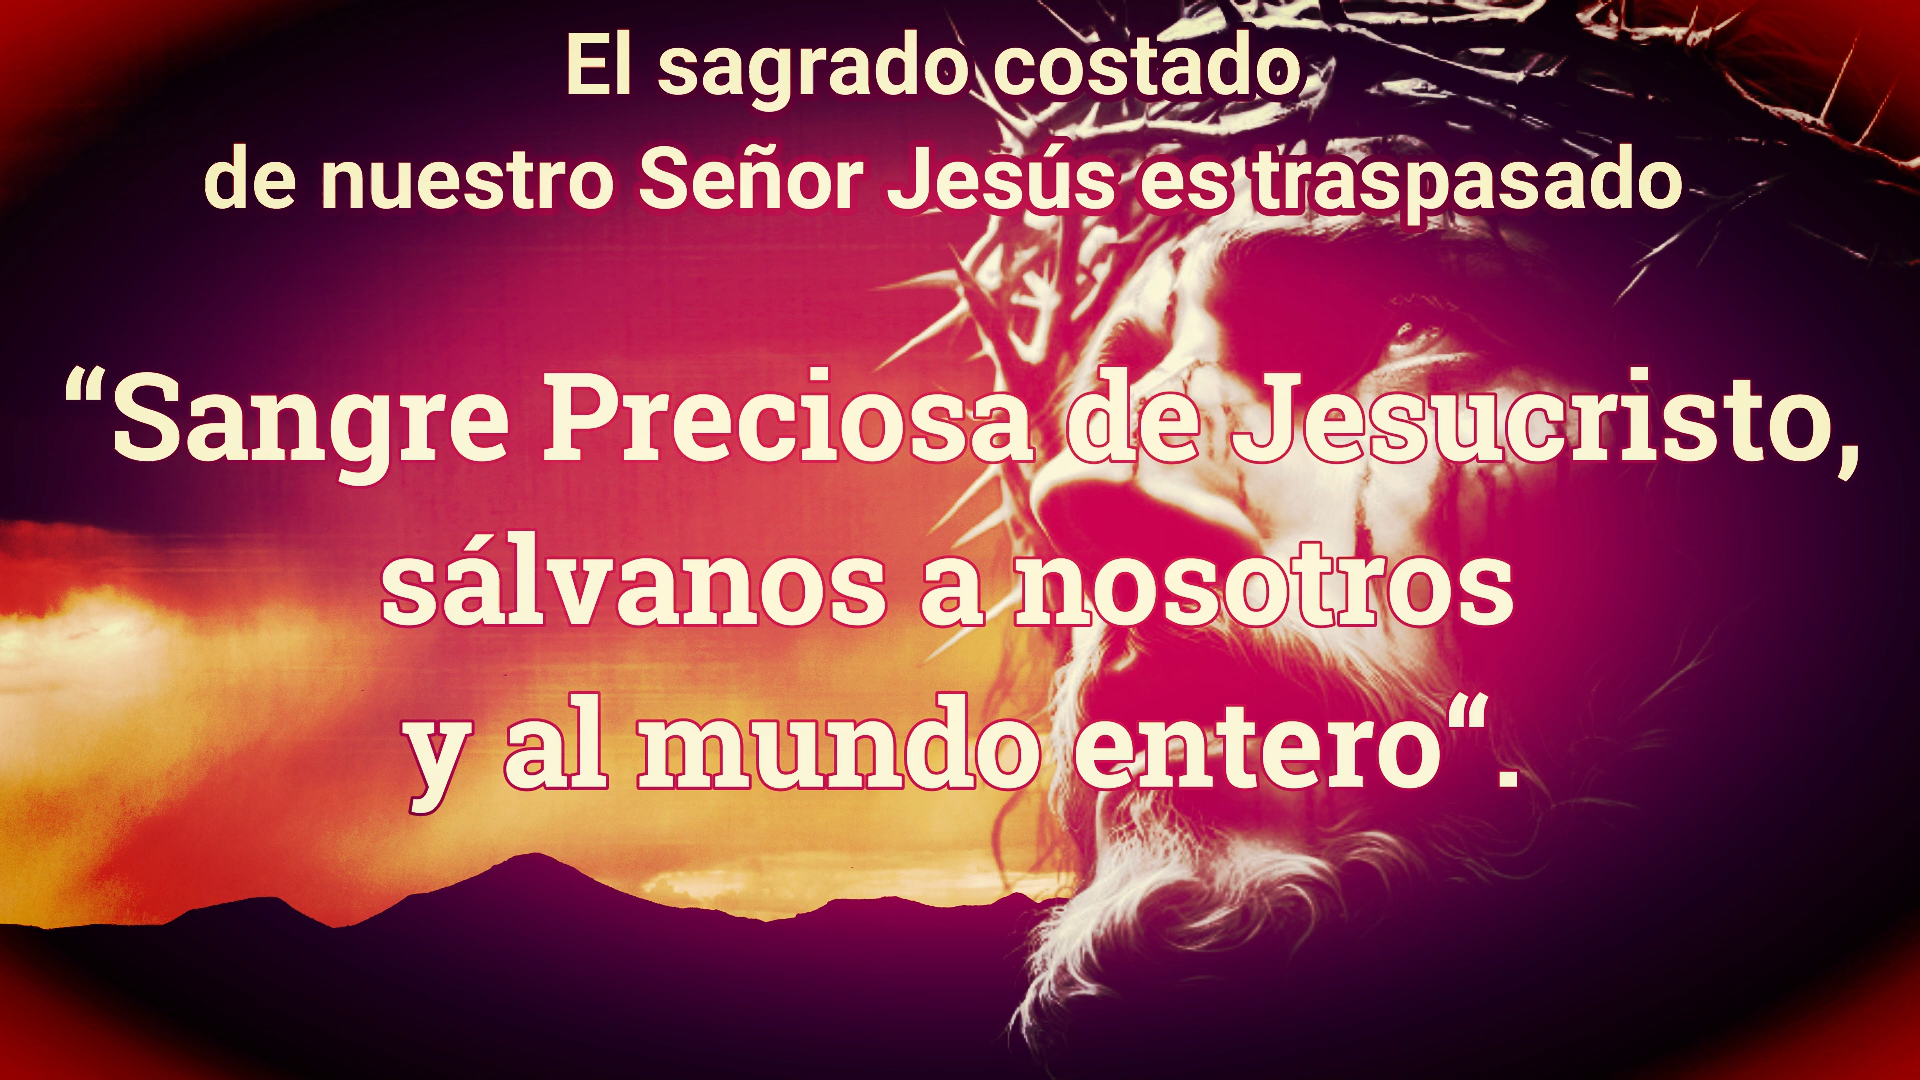 El sagrado costado
de nuestro Señor Jesús es traspasado
“Sangre Preciosa de Jesucristo,
sálvanos a nosotros
y al mundo entero“.